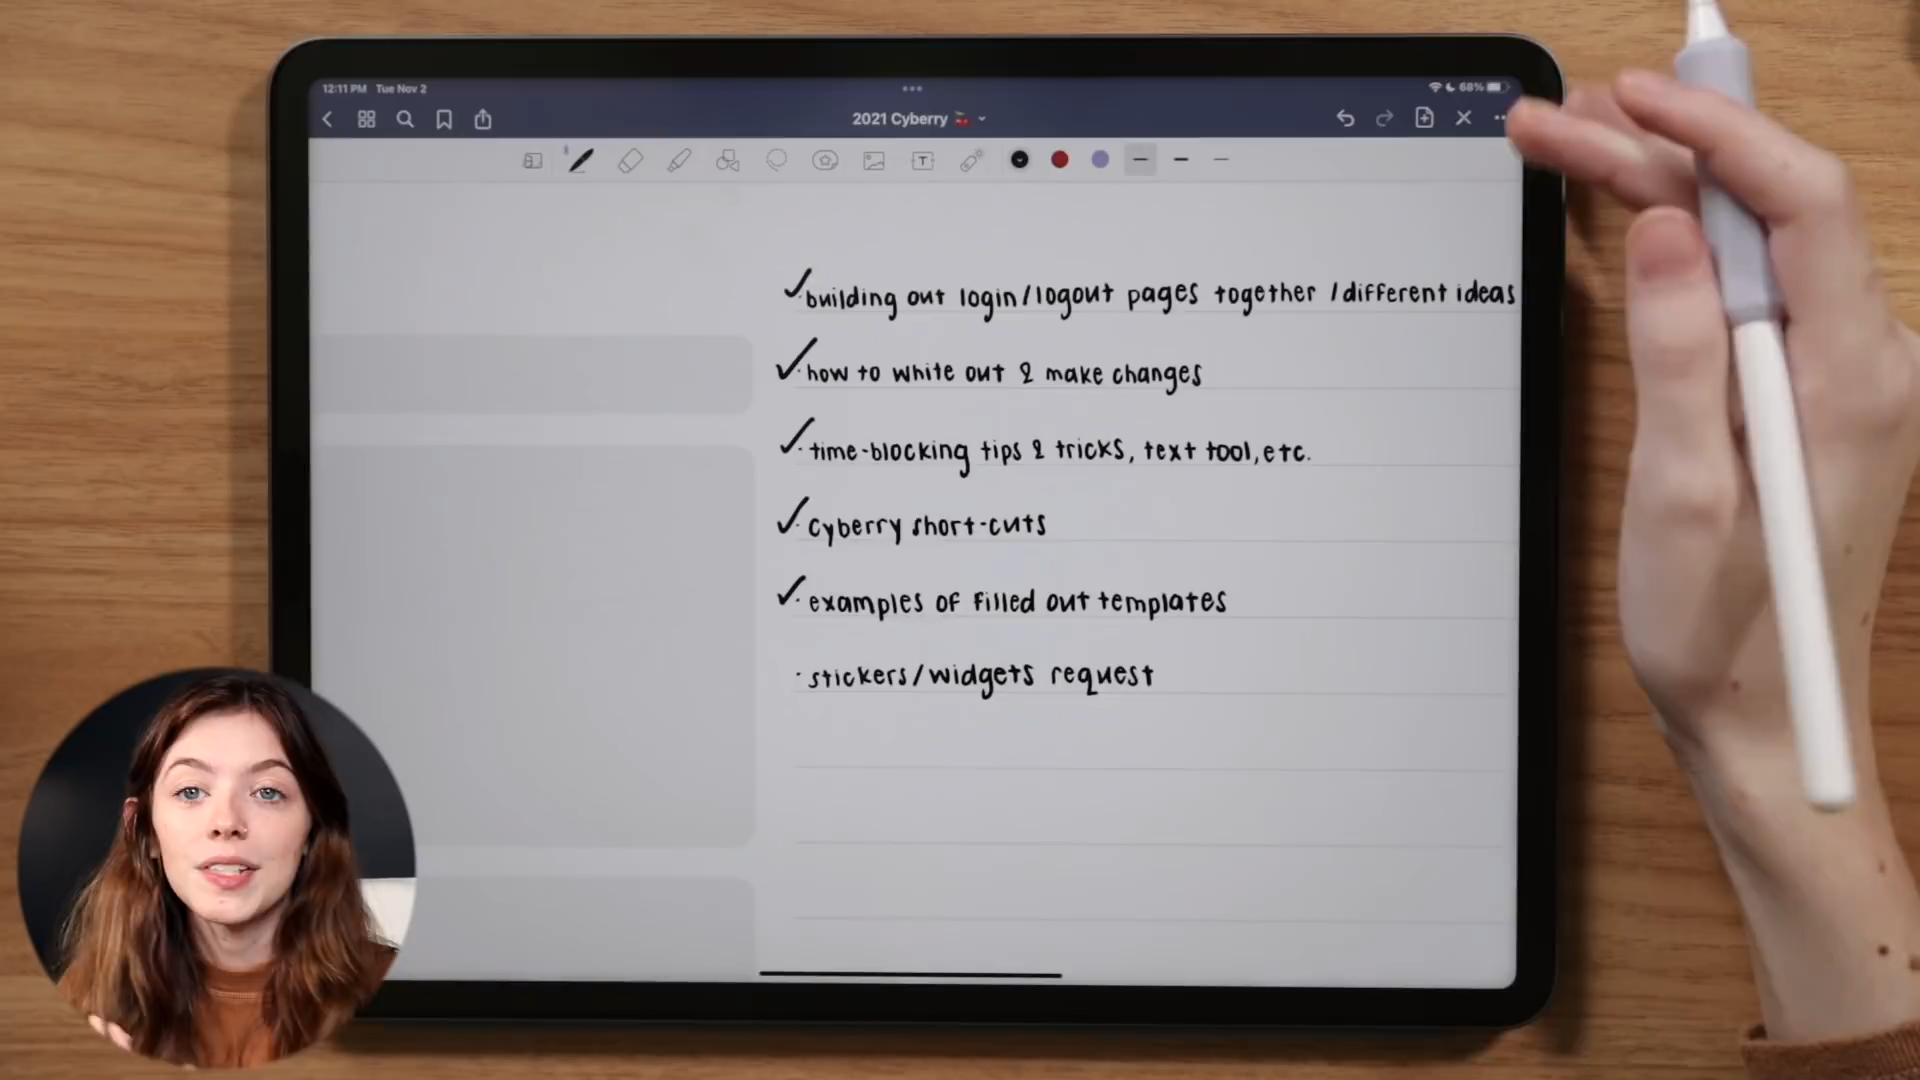 12:11 PM Tue Nov 2
68%
2021 Cyberry 🍒
T
building out login/logout pages together /different ideas
how to white out & make changes
time-blocking tips & tricks, text tool, etc.
Cyberry short-cuts
examples of filled out templates
· stickers/widgets request